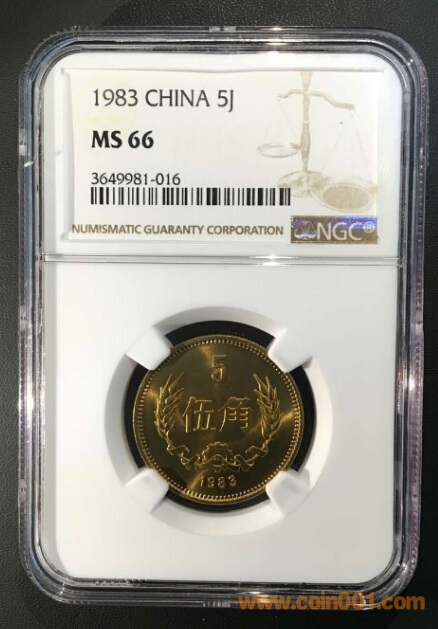 1983 CHINA 5J
MS 66
3649981-016
NUMISMATIC GUARANTY CORPORATION
NGC®
5
伍角
1983
www.coin001.com